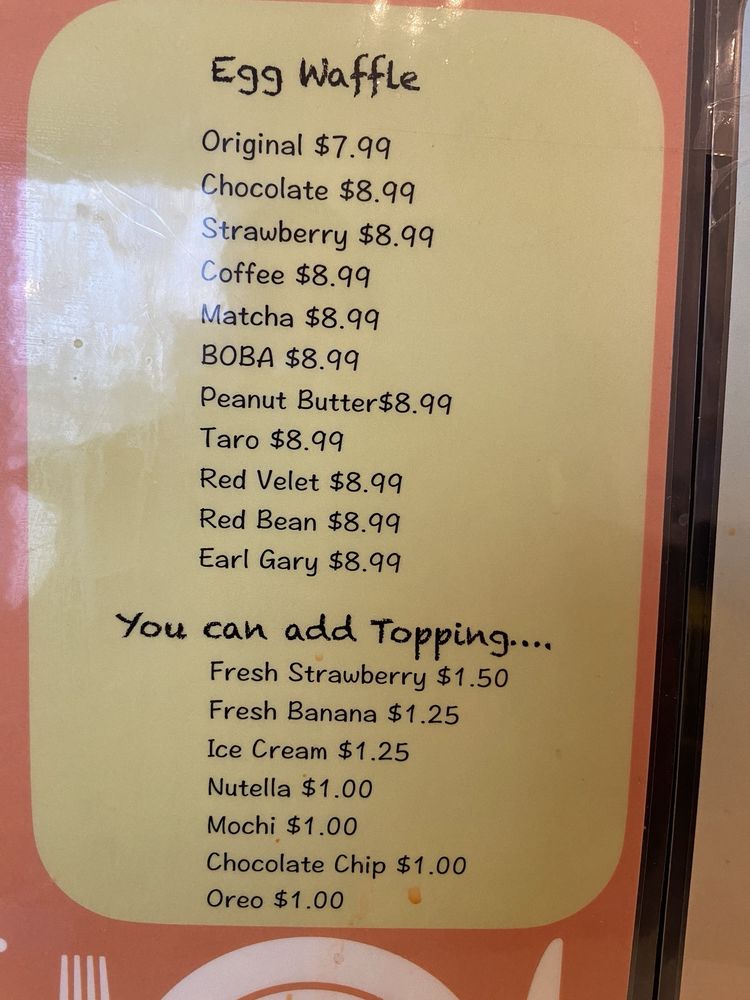 Egg Waffle
Original $7.99
Chocolate $8.99
Strawberry $8.99
Coffee $8.99
Matcha $8.99
BOBA $8.99
Peanut Butter$8.99
Taro $8.99
Red Velet $8.99
Red Bean $8.99
Earl Gary $8.99
You can add Topping....
Fresh Strawberry $1.50
Fresh Banana $1.25
Ice Cream $1.25
Nutella $1.00
Mochi $1.00
Chocolate Chip $1.00
Oreo $1.00